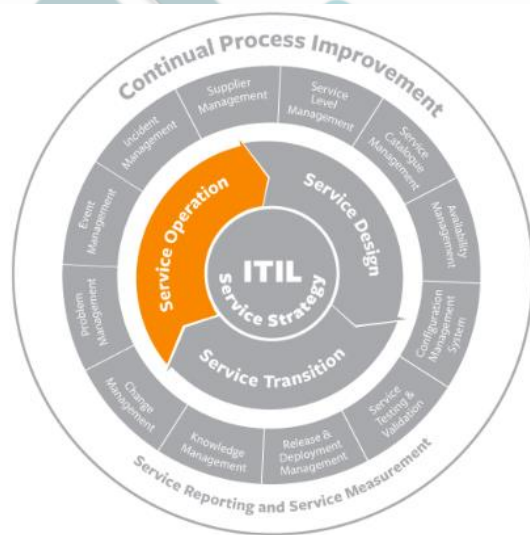 Continual Process Improvement
Supplier
Management
Service
Level
Management
Service
Catalogue
Management
Availability
Management
Configuration
Management
System
Service
Testing &
Validation
Release &
Deployment
Management
Knowledge
Management
Change
Management
Problem
Management
Event
Management
Incident
Management
Service Operation
Service Design
Service Transition
ITIL
Service Strategy
Service Reporting and Service Measurement